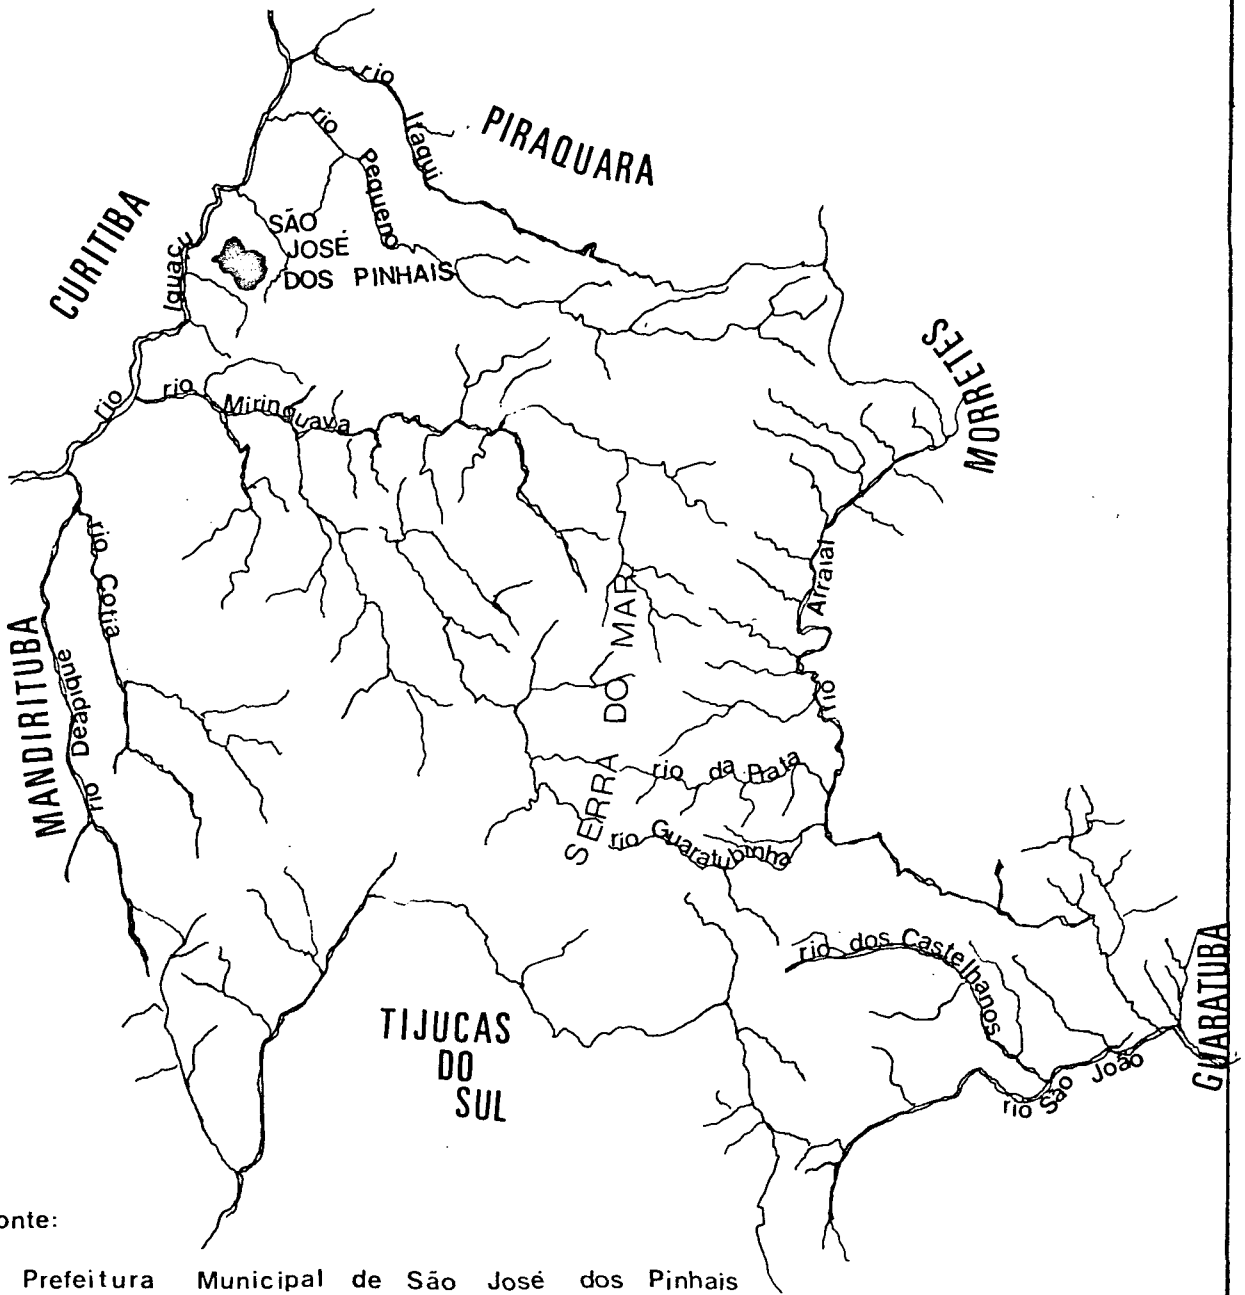 rio Itaqui
PIRAQUARA
rio Pequeno
CURITIBA
SÃO
JOSÉ
DOS PINHAIS
rio Iguaçu
MORRETES
rio Miringuava
rio Cotia
rio Arraial
MANDIRITUBA
rio Deapique
SERRA DO MAR
rio da Prata
rio Guaratubinha
rio dos Castelhanos
GUARATUBA
TIJUCAS
DO
SUL
rio São João
onte:
Prefeitura Municipal de São José dos Pinhais